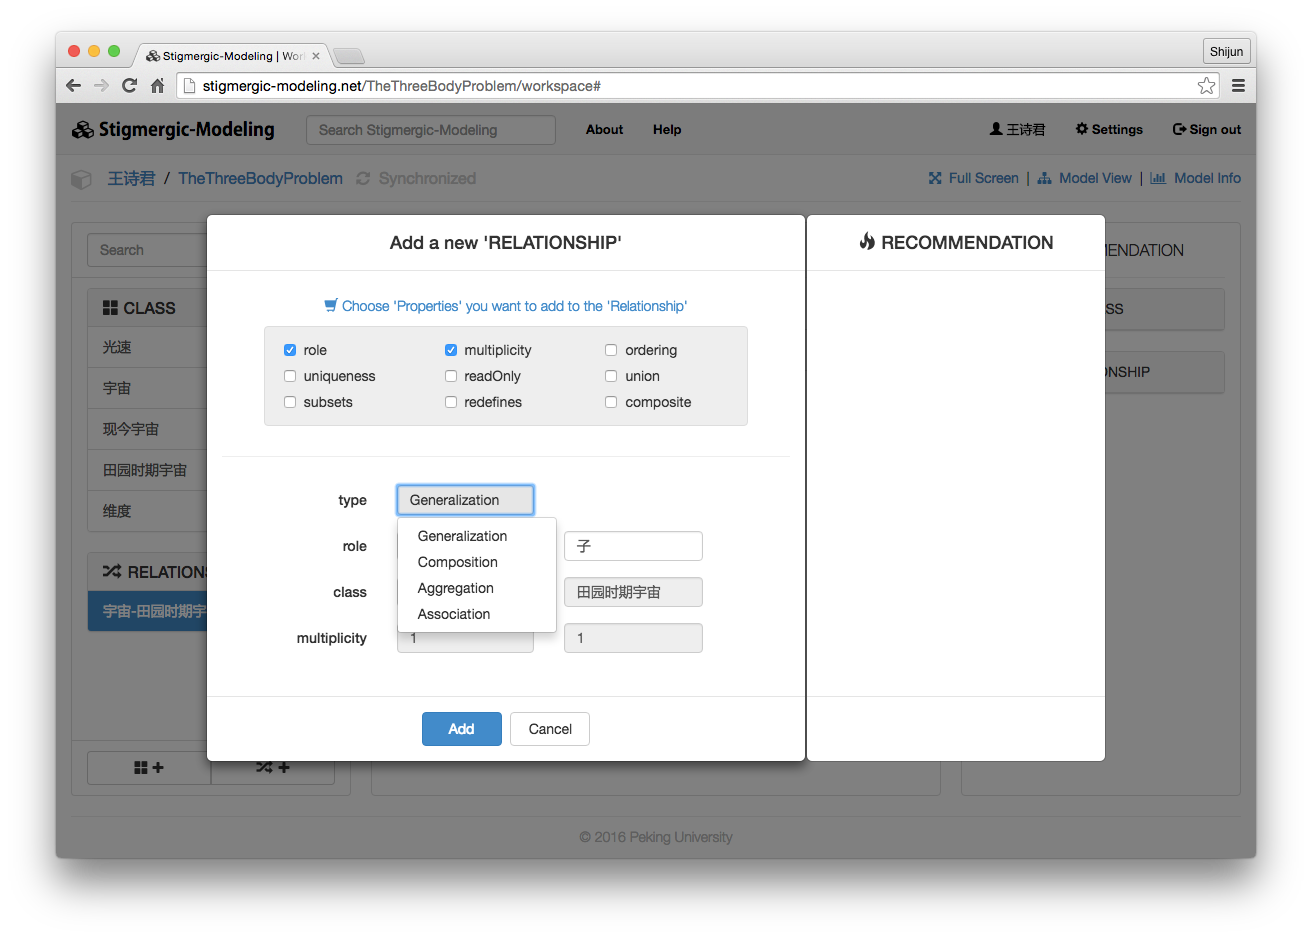 Stigmergic-Modeling | Wor
Shijun
stigmergic-modeling.net/TheThreeBodyProblem/workspace#
Stigmergic-Modeling
Search Stigmergic-Modeling
About
Help
王诗君
Settings
Sign out
王诗君 / TheThreeBodyProblem
Synchronized
Full Screen | Model View | Model Info
Search
CLASS
光速
宇宙
现今宇宙
田园时期宇宙
维度
RELATIONS
宇宙-田园时期宇
Add a new 'RELATIONSHIP'
Choose 'Properties' you want to add to the 'Relationship'
role multiplicity ordering
uniqueness readOnly union
subsets redefines composite
type Generalization
Generalization
Composition
Aggregation
Association
role 子
class 田园时期宇宙
multiplicity 1 1
Add Cancel
RECOMMENDATION
MENDATION
SS
ONSHIP
© 2016 Peking University